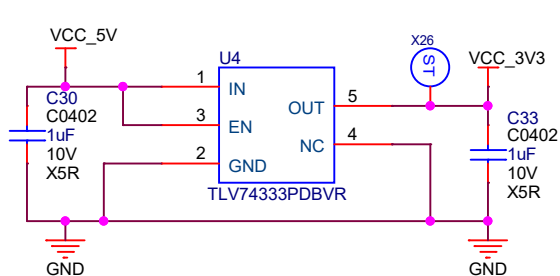 X26
VCC_5V
U4
ST
VCC_3V3
1
IN
C30
C0402
1uF
10V
X5R
3
EN
OUT
5
C33
C0402
1uF
10V
X5R
2
GND
NC
4
TLV74333PDBVR
GND
GND